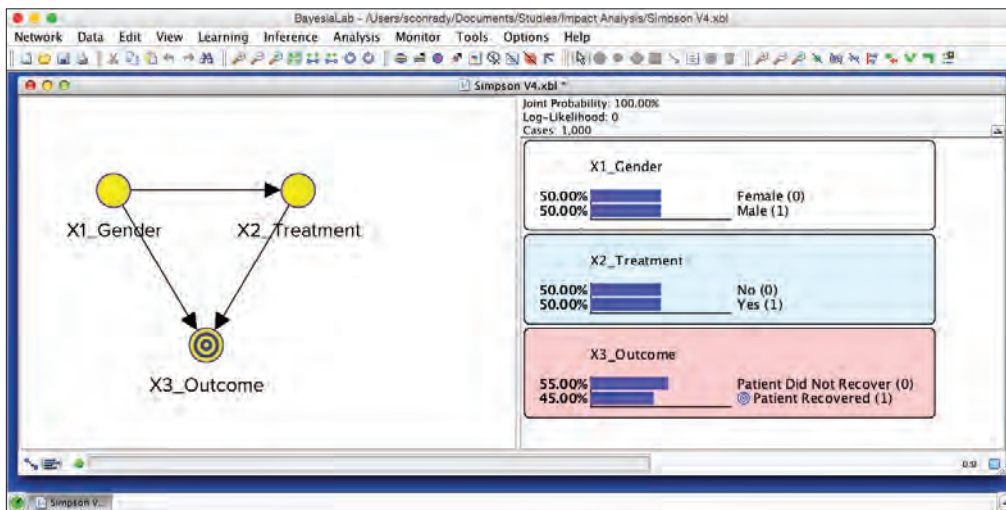 BayesiaLab - /Users/sconrady/Documents/Studies/Impact Analysis/Simpson V4.xbl
Network Data Edit View Learning Inference Analysis Monitor Tools Options Help
Simpson V4.xbl *
X1_Gender
X2_Treatment
X3_Outcome
Joint Probability: 100.00%
Log-Likelihood: 0
Cases: 1,000
X1_Gender
50.00% Female (0)
50.00% Male (1)
X2_Treatment
50.00% No (0)
50.00% Yes (1)
X3_Outcome
55.00% Patient Did Not Recover (0)
45.00% Patient Recovered (1)
Simpson V...